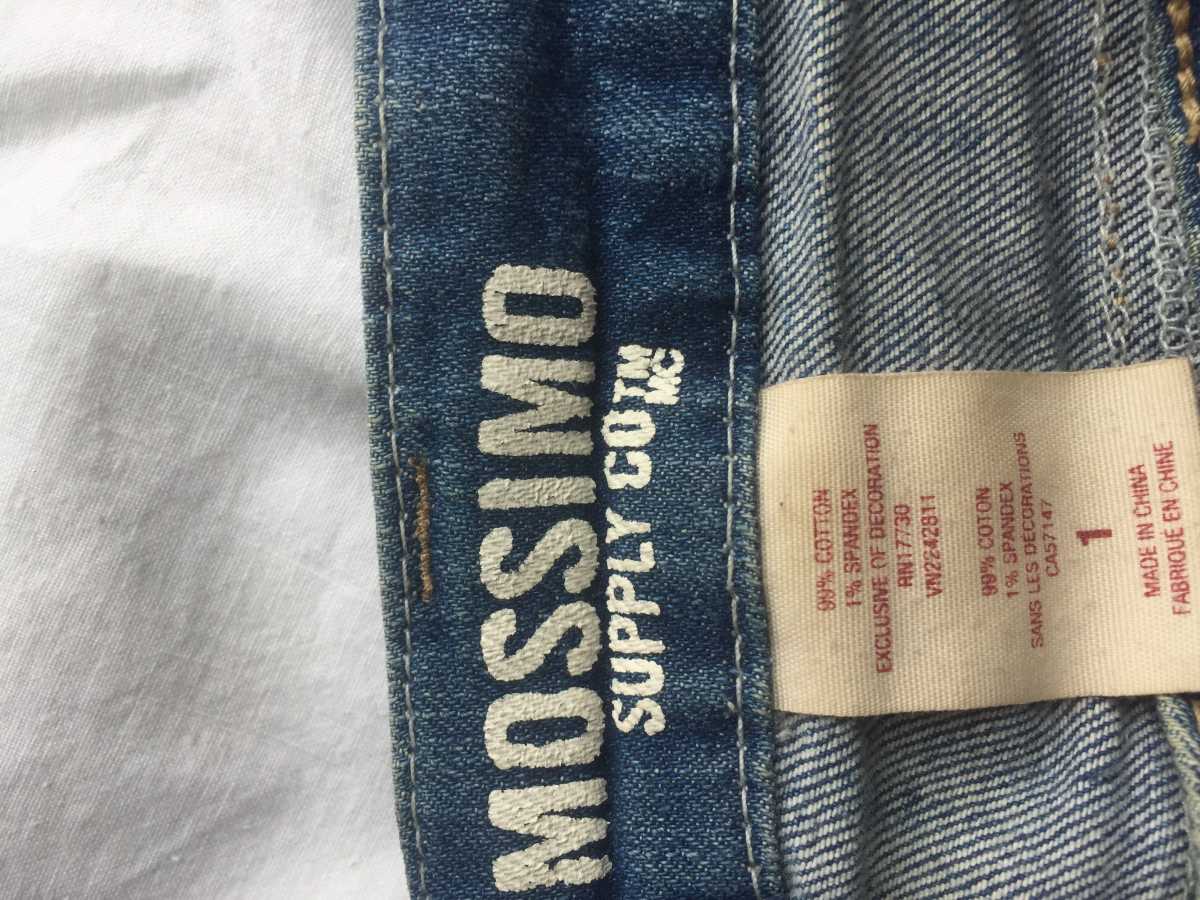 MOSSIMO
SUPPLY CO TM
MC
99% COTTON
1% SPANDEX
EXCLUSIVE OF DECORATION
RN17730
VN2242811
99% COTON
1% SPANDEX
SANS LES DECORATIONS
CA57147
1
MADE IN CHINA
FABRIQUE EN CHINE